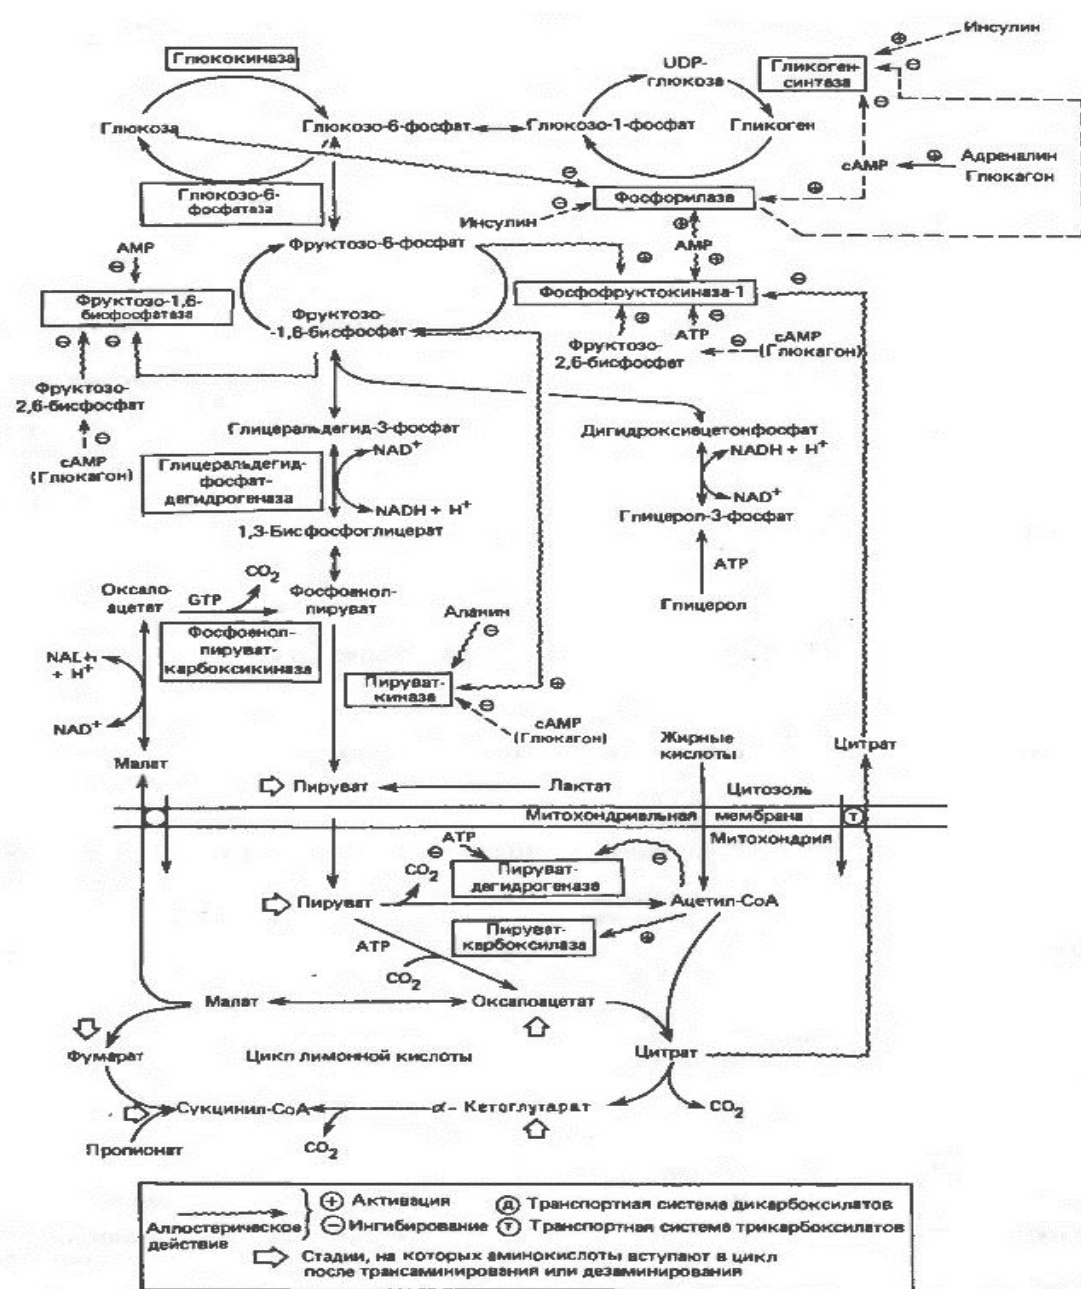 Инсулин
Глюкокиназа
UDP-
глюкоза
Гликоген-
синтаза
Глюкоза
Глюкозо-6-фосфат
Глюкозо-1-фосфат
Гликоген
cAMP
Адреналин
Глюкагон
Глюкозо-6-
фосфатаза
Фосфорилаза
Инсулин
AMP
Фруктозо-6-фосфат
AMP
Фруктозо-1,6-
бисфосфатаза
Фосфофруктокиназа-1
Фруктозо-
-1,6-бисфосфат
ATP
Фруктозо-
2,6-бисфосфат
cAMP
(Глюкагон)
Фруктозо-
2,6-бисфосфат
cAMP
(Глюкагон)
Глицеральдегид-3-фосфат
Дигидроксиацетонфосфат
NAD+
NADH + H+
Глицеральдегид-
фосфат-
дегидрогеназа
NADH + H+
NAD+
1,3-Бисфосфоглицерат
Глицерол-3-фосфат
ATP
Глицерол
CO2
Оксало-
ацетат
GTP
Фосфоенол-
пируват
Аланин
Фосфоенол-
пируват-
карбоксикиназа
NADH
+ H+
Пируват-
киназа
NAD+
cAMP
(Глюкагон)
Малат
Жирные
кислоты
Цитрат
Пируват
Лактат
Цитозоль
Митохондриальная мембрана
Т
Митохондрия
ATP
CO2
Пируват-
дегидрогеназа
Пируват
Ацетил-CoA
Пируват-
карбоксилаза
ATP
CO2
Малат
Оксалоацетат
Фумарат
Цикл лимонной кислоты
Цитрат
Сукцинил-CoA
α- Кетоглутарат
CO2
CO2
Пропионат
Аллостерическое
действие
+ Активация
− Ингибирование
Д Транспортная система дикарбоксилатов
Т Транспортная система трикарбоксилатов
Стадии, на которых аминокислоты вступают в цикл
после трансаминирования или дезаминирования